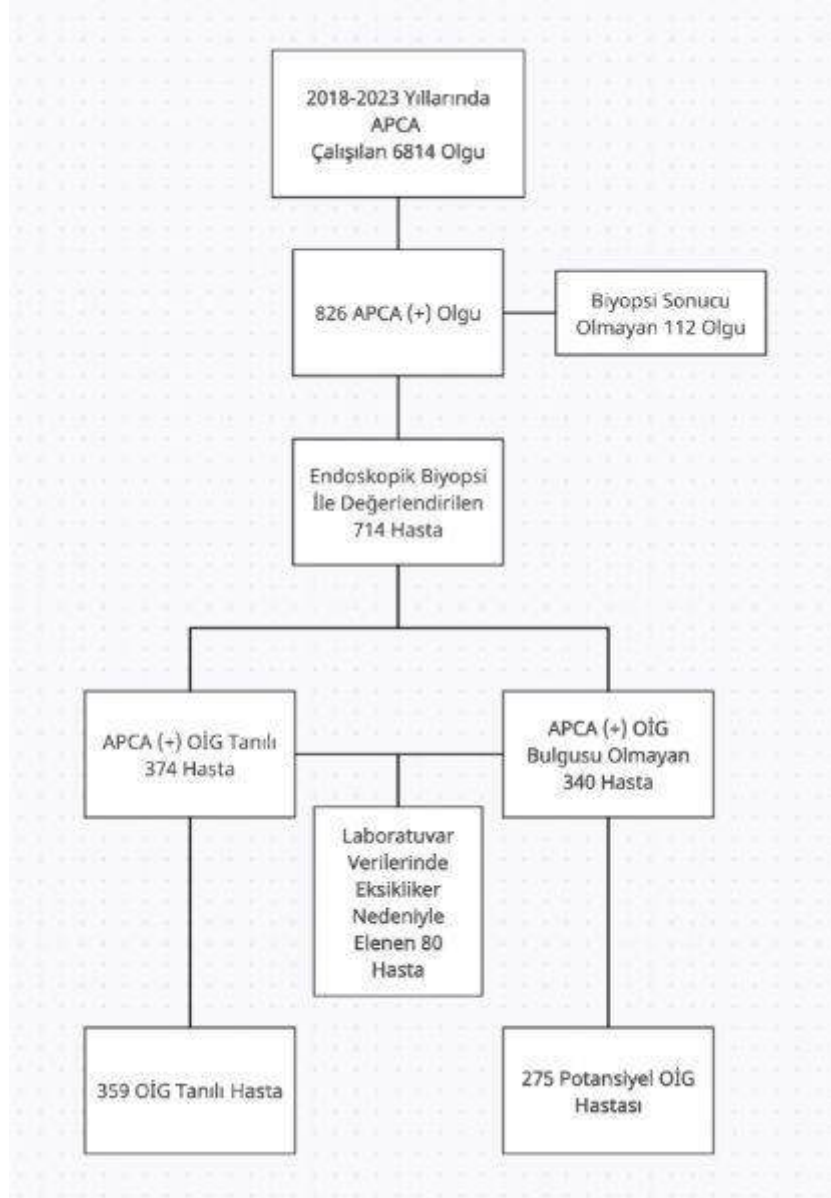 2018-2023 Yıllarında
APCA
Çalışılan 6814 Olgu
826 APCA (+) Olgu
Biyopsi Sonucu
Olmayan 112 Olgu
Endoskopik Biyopsi
İle Değerlendirilen
714 Hasta
APCA (+) OİG Tanılı
374 Hasta
APCA (+) OİG
Bulgusu Olmayan
340 Hasta
Laboratuvar
Verilerinde
Eksikliker
Nedeniyle
Elenen 80
Hasta
359 OİG Tanılı Hasta
275 Potansiyel OİG
Hastası